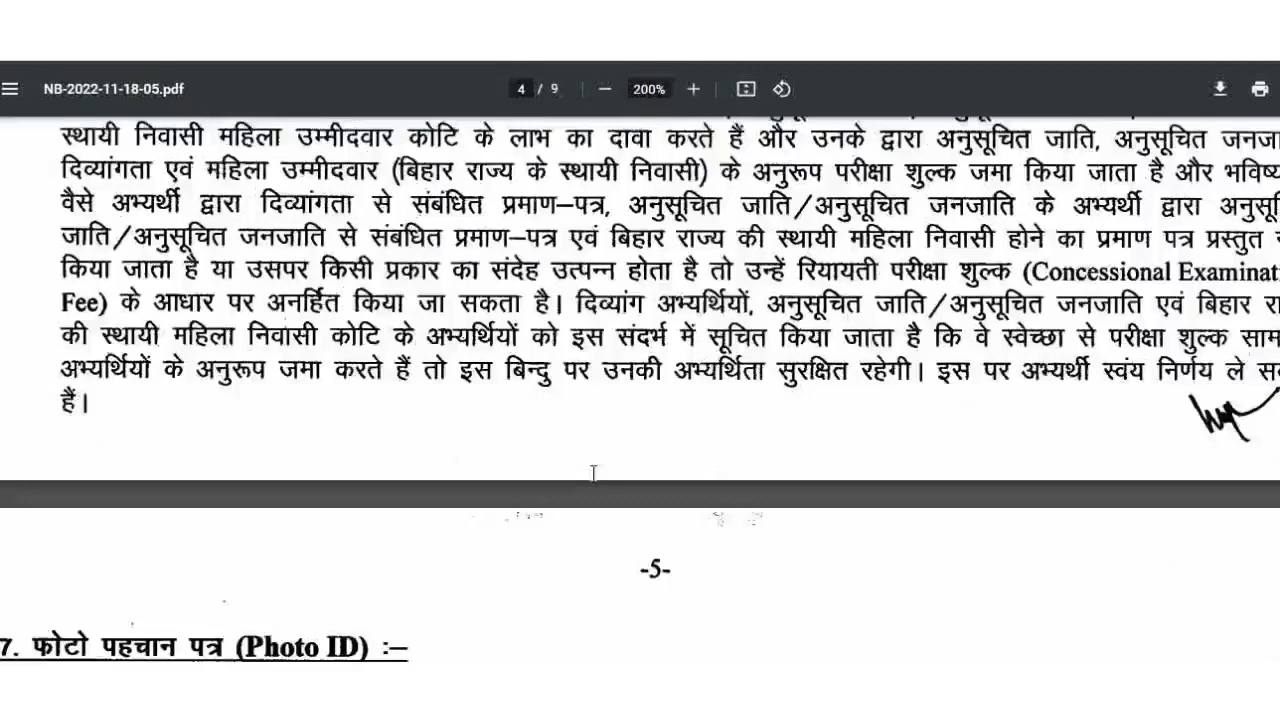 NB-2022-11-18-05.pdf 4 / 9 200%
स्थायी निवासी महिला उम्मीदवार कोटि के लाभ का दावा करते हैं और उनके द्वारा अनुसूचित जाति, अनुसूचित
दिव्यांगता एवं महिला उम्मीदवार (बिहार राज्य के स्थायी निवासी) के अनुरूप परीक्षा शुल्क जमा किया जाता है और
वैसे अभ्यर्थी द्वारा दिव्यांगता से संबंधित प्रमाण–पत्र, अनुसूचित जाति/अनुसूचित जनजाति के अभ्यर्थी द्वारा
जाति/अनुसूचित जनजाति से संबंधित प्रमाण–पत्र एवं बिहार राज्य की स्थायी महिला निवासी होने का प्रमाण पत्र प्रस्तुत
किया जाता है या उसपर किसी प्रकार का संदेह उत्पन्न होता है तो उन्हें रियायती परीक्षा शुल्क (Concessional
Fee) के आधार पर अनर्हित किया जा सकता है। दिव्यांग अभ्यर्थियों, अनुसूचित जाति/अनुसूचित जनजाति एवं बिहार
की स्थायी महिला निवासी कोटि के अभ्यर्थियों को इस संदर्भ में सूचित किया जाता है कि वे स्वेच्छा से परीक्षा शुल्क
अभ्यर्थियों के अनुरूप जमा करते हैं तो इस बिन्दु पर उनकी अभ्यर्थिता सुरक्षित रहेगी। इस पर अभ्यर्थी स्वंय निर्णय ले
हैं।
-5-
7. फोटो पहचान पत्र (Photo ID) :–